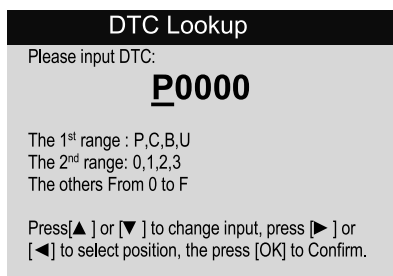 DTC Lookup
Please input DTC:
P0000
The 1st range : P,C,B,U
The 2nd range: 0,1,2,3
The others From 0 to F
Press[▲ ] or [▼ ] to change input, press [▶ ] or
[◀] to select position, the press [OK] to Confirm.